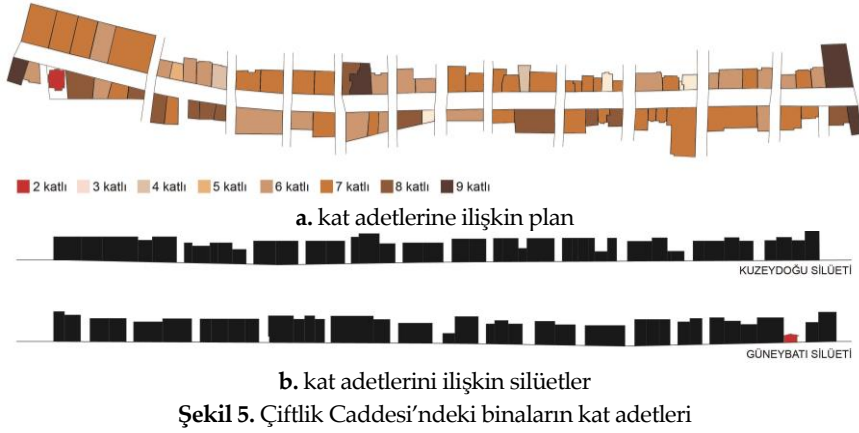 2 katlı 3 katlı 4 katlı 5 katlı 6 katlı 7 katlı 8 katlı 9 katlı
a. kat adetlerine ilişkin plan
KUZEYDOĞU SİLÜETİ
GÜNEYBATI SİLÜETİ
b. kat adetlerini ilişkin silüetler
Şekil 5. Çiftlik Caddesi’ndeki binaların kat adetleri